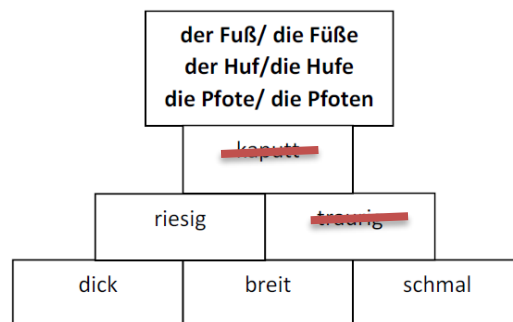 der Fuß/ die Füße
der Huf/die Hufe
die Pfote/ die Pfoten
kaputt
riesig traurig
dick breit schmal